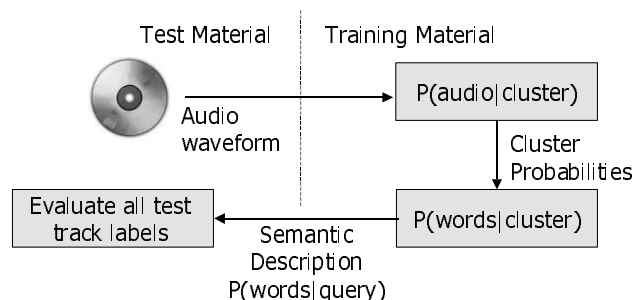 Test Material
Training Material
P(audio|cluster)
Audio
waveform
Cluster
Probabilities
P(words|cluster)
Evaluate all test
track labels
Semantic
Description
P(words|query)